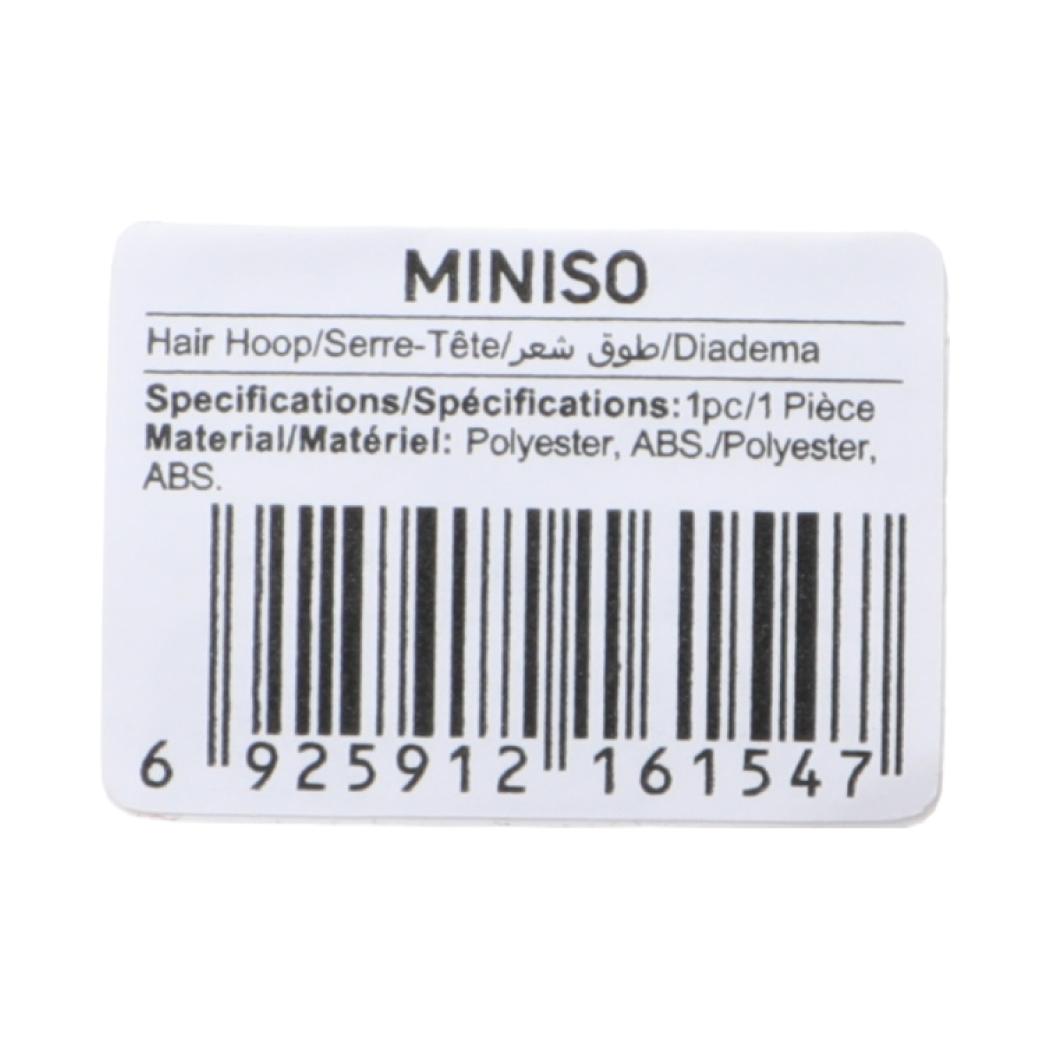 MINISO
Hair Hoop/Serre-Tête/طوق شعر/Diadema
Specifications/Spécifications:1pc/1 Pièce
Material/Matériel: Polyester, ABS./Polyester,
ABS.
6 925912 161547